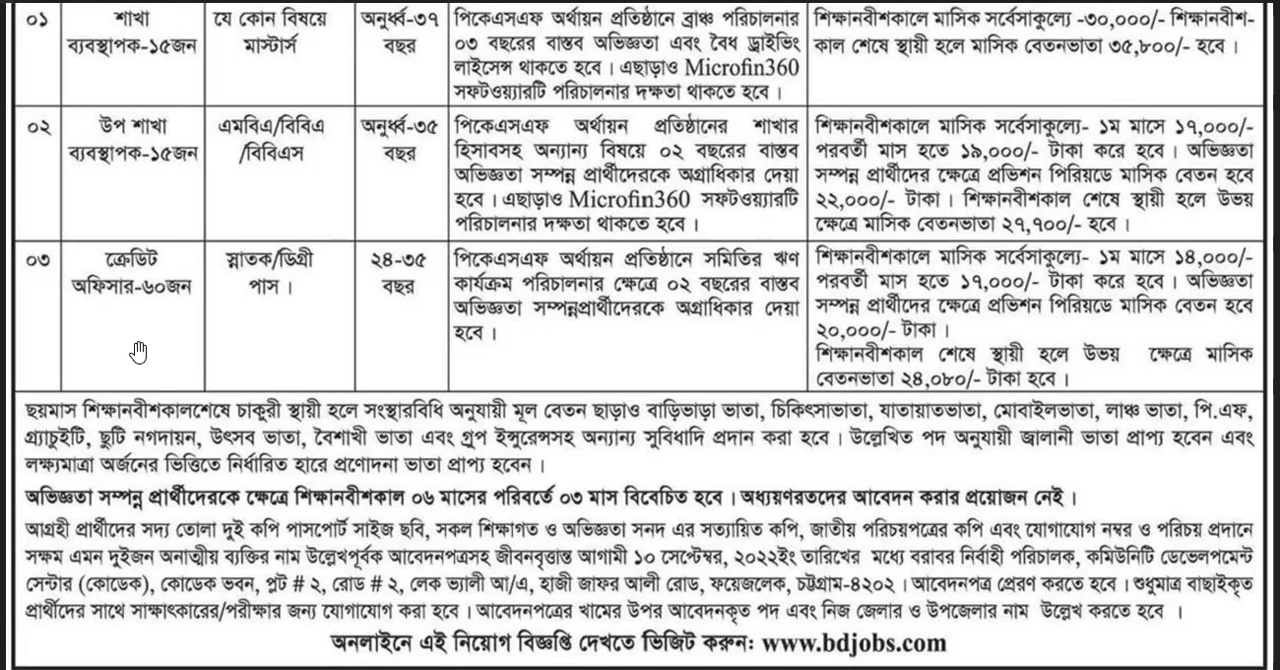 ০১
শাখা
ব্যবস্থাপক-১৫জন
যে কোন বিষয়ে
মাস্টার্স
অনুর্ধ্ব-৩৭
বছর
পিকেএসএফ অর্থায়ন প্রতিষ্ঠানে ব্রাঞ্চ পরিচালনার
০৩ বছরের বাস্তব অভিজ্ঞতা এবং বৈধ ড্রাইভিং
লাইসেন্স থাকতে হবে। এছাড়াও Microfin360
সফটওয়্যারটি পরিচালনার দক্ষতা থাকতে হবে।
শিক্ষানবীশকালে মাসিক সর্বেসাকুল্যে -৩০,০০০/- শিক্ষানবীশ-
কাল শেষে স্থায়ী হলে মাসিক বেতনভাতা ৩৫,৮০০/- হবে।
০২
উপ শাখা
ব্যবস্থাপক-১৫জন
এমবিএ/বিবিএ
/বিবিএস
অনুর্ধ্ব-৩৫
বছর
পিকেএসএফ অর্থায়ন প্রতিষ্ঠানের শাখার
হিসাবসহ অন্যান্য বিষয়ে ০২ বছরের বাস্তব
অভিজ্ঞতা সম্পন্ন প্রার্থীদেরকে অগ্রাধিকার দেয়া
হবে। এছাড়াও Microfin360 সফটওয়্যারটি
পরিচালনার দক্ষতা থাকতে হবে।
শিক্ষানবীশকালে মাসিক সর্বেসাকুল্যে- ১ম মাসে ১৭,০০০/-
পরবর্তী মাস হতে ১৯,০০০/- টাকা করে হবে। অভিজ্ঞতা
সম্পন্ন প্রার্থীদের ক্ষেত্রে প্রভিশন পিরিয়ডে মাসিক বেতন হবে
২২,০০০/- টাকা। শিক্ষানবীশকাল শেষে স্থায়ী হলে উভয়
ক্ষেত্রে মাসিক বেতনভাতা ২৭,৭০০/- হবে।
০৩
ক্রেডিট
অফিসার-৬০জন
স্নাতক/ডিগ্রী
পাস।
২৪-৩৫
বছর
পিকেএসএফ অর্থায়ন প্রতিষ্ঠানে সমিতির ঋণ
কার্যক্রম পরিচালনার ক্ষেত্রে ০২ বছরের বাস্তব
অভিজ্ঞতা সম্পন্নপ্রার্থীদেরকে অগ্রাধিকার দেয়া
হবে।
শিক্ষানবীশকালে মাসিক সর্বেসাকুল্যে- ১ম মাসে ১৪,০০০/-
পরবর্তী মাস হতে ১৭,০০০/- টাকা করে হবে। অভিজ্ঞতা
সম্পন্ন প্রার্থীদের ক্ষেত্রে প্রভিশন পিরিয়ডে মাসিক বেতন হবে
২০,০০০/- টাকা।
শিক্ষানবীশকাল শেষে স্থায়ী হলে উভয় ক্ষেত্রে মাসিক
বেতনভাতা ২৪,০৮০/- টাকা হবে।
ছয়মাস শিক্ষানবীশকালশেষে চাকুরী স্থায়ী হলে সংস্থারবিধি অনুযায়ী মূল বেতন ছাড়াও বাড়িভাড়া ভাতা, চিকিৎসাভাতা, যাতায়াতভাতা, মোবাইলভাতা, লাঞ্চ ভাতা, পি.এফ,
গ্র্যাচুইটি, ছুটি নগদায়ন, উৎসব ভাতা, বৈশাখী ভাতা এবং গ্রুপ ইন্সুরেন্সসহ অন্যান্য সুবিধাদি প্রদান করা হবে। উল্লেখিত পদ অনুযায়ী জ্বালানী ভাতা প্রাপ্য হবেন এবং
লক্ষ্যমাত্রা অর্জনের ভিত্তিতে নির্ধারিত হারে প্রণোদনা ভাতা প্রাপ্য হবেন।
অভিজ্ঞতা সম্পন্ন প্রার্থীদেরকে ক্ষেত্রে শিক্ষানবীশকাল ০৬ মাসের পরিবর্তে ০৩ মাস বিবেচিত হবে। অধ্যয়ণরতদের আবেদন করার প্রয়োজন নেই।
আগ্রহী প্রার্থীদের সদ্য তোলা দুই কপি পাসপোর্ট সাইজ ছবি, সকল শিক্ষাগত ও অভিজ্ঞতা সনদ এর সত্যায়িত কপি, জাতীয় পরিচয়পত্রের কপি এবং যোগাযোগ নম্বর ও পরিচয় প্রদানে
সক্ষম এমন দুইজন অনাত্মীয় ব্যক্তির নাম উল্লেখপূর্বক আবেদনপত্রসহ জীবনবৃত্তান্ত আগামী ১০ সেপ্টেম্বর, ২০২২ইং তারিখের মধ্যে বরাবর নির্বাহী পরিচালক, কমিউনিটি ডেভেলপমেন্ট
সেন্টার (কোডেক), কোডেক ভবন, প্লট # ২, রোড # ২, লেক ভ্যালী আ/এ, হাজী জাফর আলী রোড, ফয়েজলেক, চট্টগ্রাম-৪২০২। আবেদনপত্র প্রেরণ করতে হবে। শুধুমাত্র বাছাইকৃত
প্রার্থীদের সাথে সাক্ষাৎকারের/পরীক্ষার জন্য যোগাযোগ করা হবে। আবেদনপত্রের খামের উপর আবেদনকৃত পদ এবং নিজ জেলার ও উপজেলার নাম উল্লেখ করতে হবে।
অনলাইনে এই নিয়োগ বিজ্ঞপ্তি দেখতে ভিজিট করুন: www.bdjobs.com